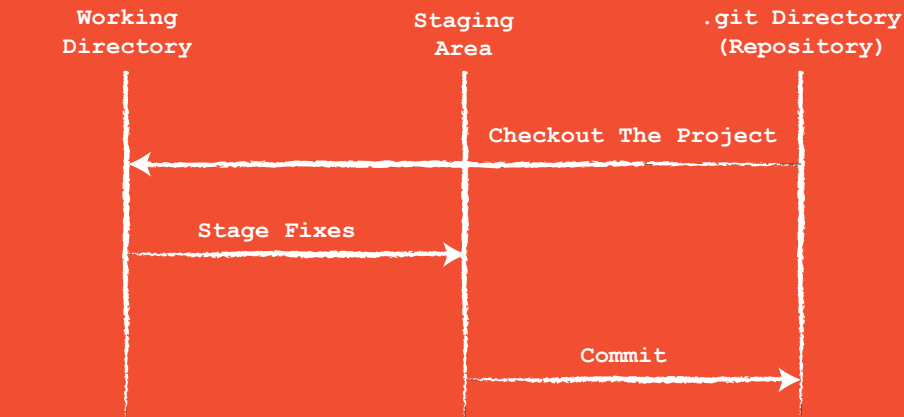 Working
Directory
Staging
Area
.git Directory
(Repository)
Checkout The Project
Stage Fixes
Commit